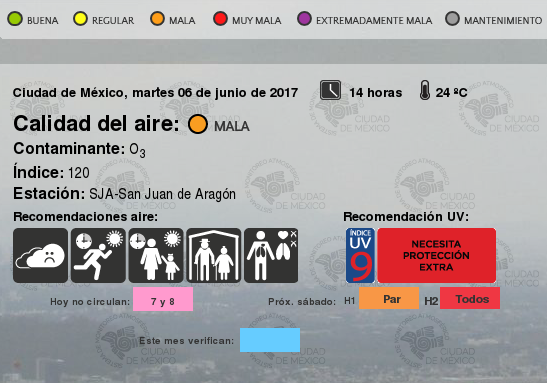 BUENA REGULAR MALA MUY MALA EXTREMADAMENTE MALA MANTENIMIENTO
Ciudad de México, martes 06 de junio de 2017 14 horas 24 ºC
Calidad del aire: MALA
Contaminante: O3
Índice: 120
Estación: SJA-San Juan de Aragón
Recomendaciones aire: Recomendación UV:
ÍNDICE
UV
9
NECESITA
PROTECCIÓN
EXTRA
Hoy no circulan: 7 y 8 Próx. sábado: H1 Par H2 Todos
Este mes verifican:
CIUDAD
DE MÉXICO